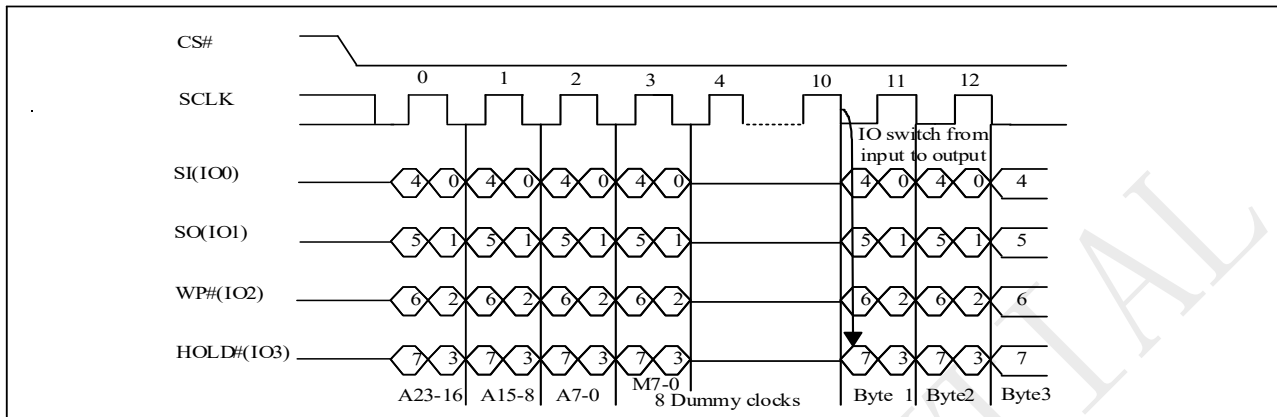 CS#
0 1 2 3 4 10 11 12
SCLK
IO switch from
input to output
SI(IO0) 4 0 4 0 4 0 4 0 4 0 4 0 4
SO(IO1) 5 1 5 1 5 1 5 1 5 1 5 1 5
WP#(IO2) 6 2 6 2 6 2 6 2 6 2 6 2 6
HOLD#(IO3) 7 3 7 3 7 3 7 3 7 3 7 3 7
A23-16 A15-8 A7-0 M7-0 8 Dummy clocks Byte 1 Byte2 Byte3
TIAL